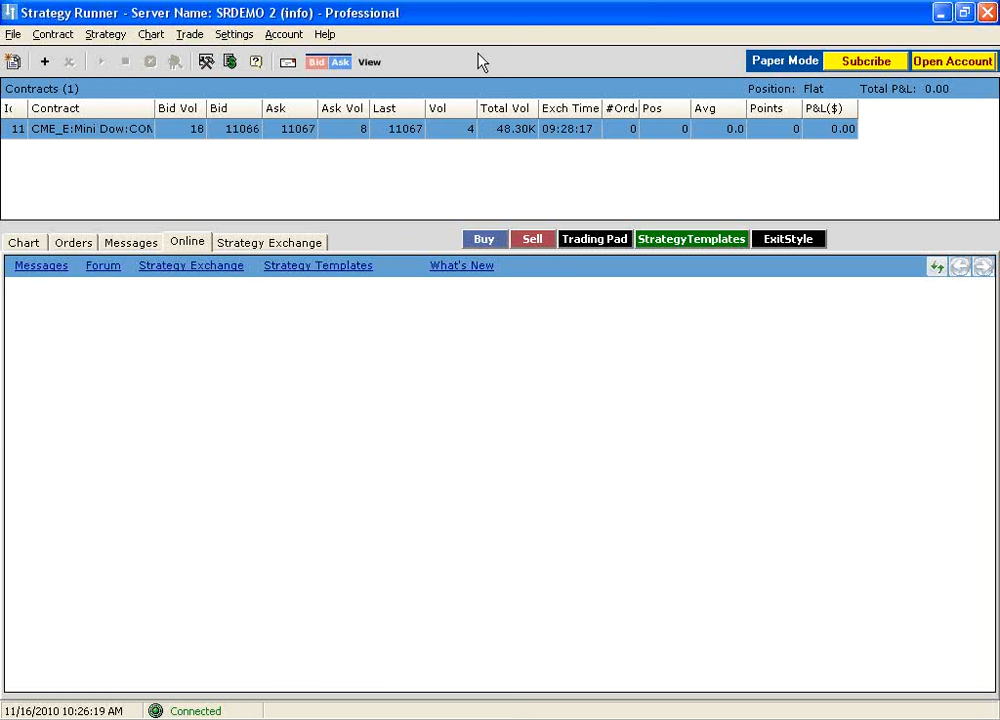 Strategy Runner - Server Name: SRDEMO 2 (info) - Professional
File Contract Strategy Chart Trade Settings Account Help
Bid Ask View Paper Mode Subcribe Open Account
Contracts (1) Position: Flat Total P&L: 0.00
Contract Bid Vol Bid Ask Ask Vol Last Vol Total Vol Exch Time #Ord Pos Avg Points P&L($)
11 CME_E:Mini Dow:CON 18 11066 11067 8 11067 4 48.30K 09:28:17 0 0 0.0 0 0.00
Chart Orders Messages Online Strategy Exchange Buy Sell Trading Pad StrategyTemplates ExitStyle
Messages Forum Strategy Exchange Strategy Templates What's New
11/16/2010 10:26:19 AM Connected